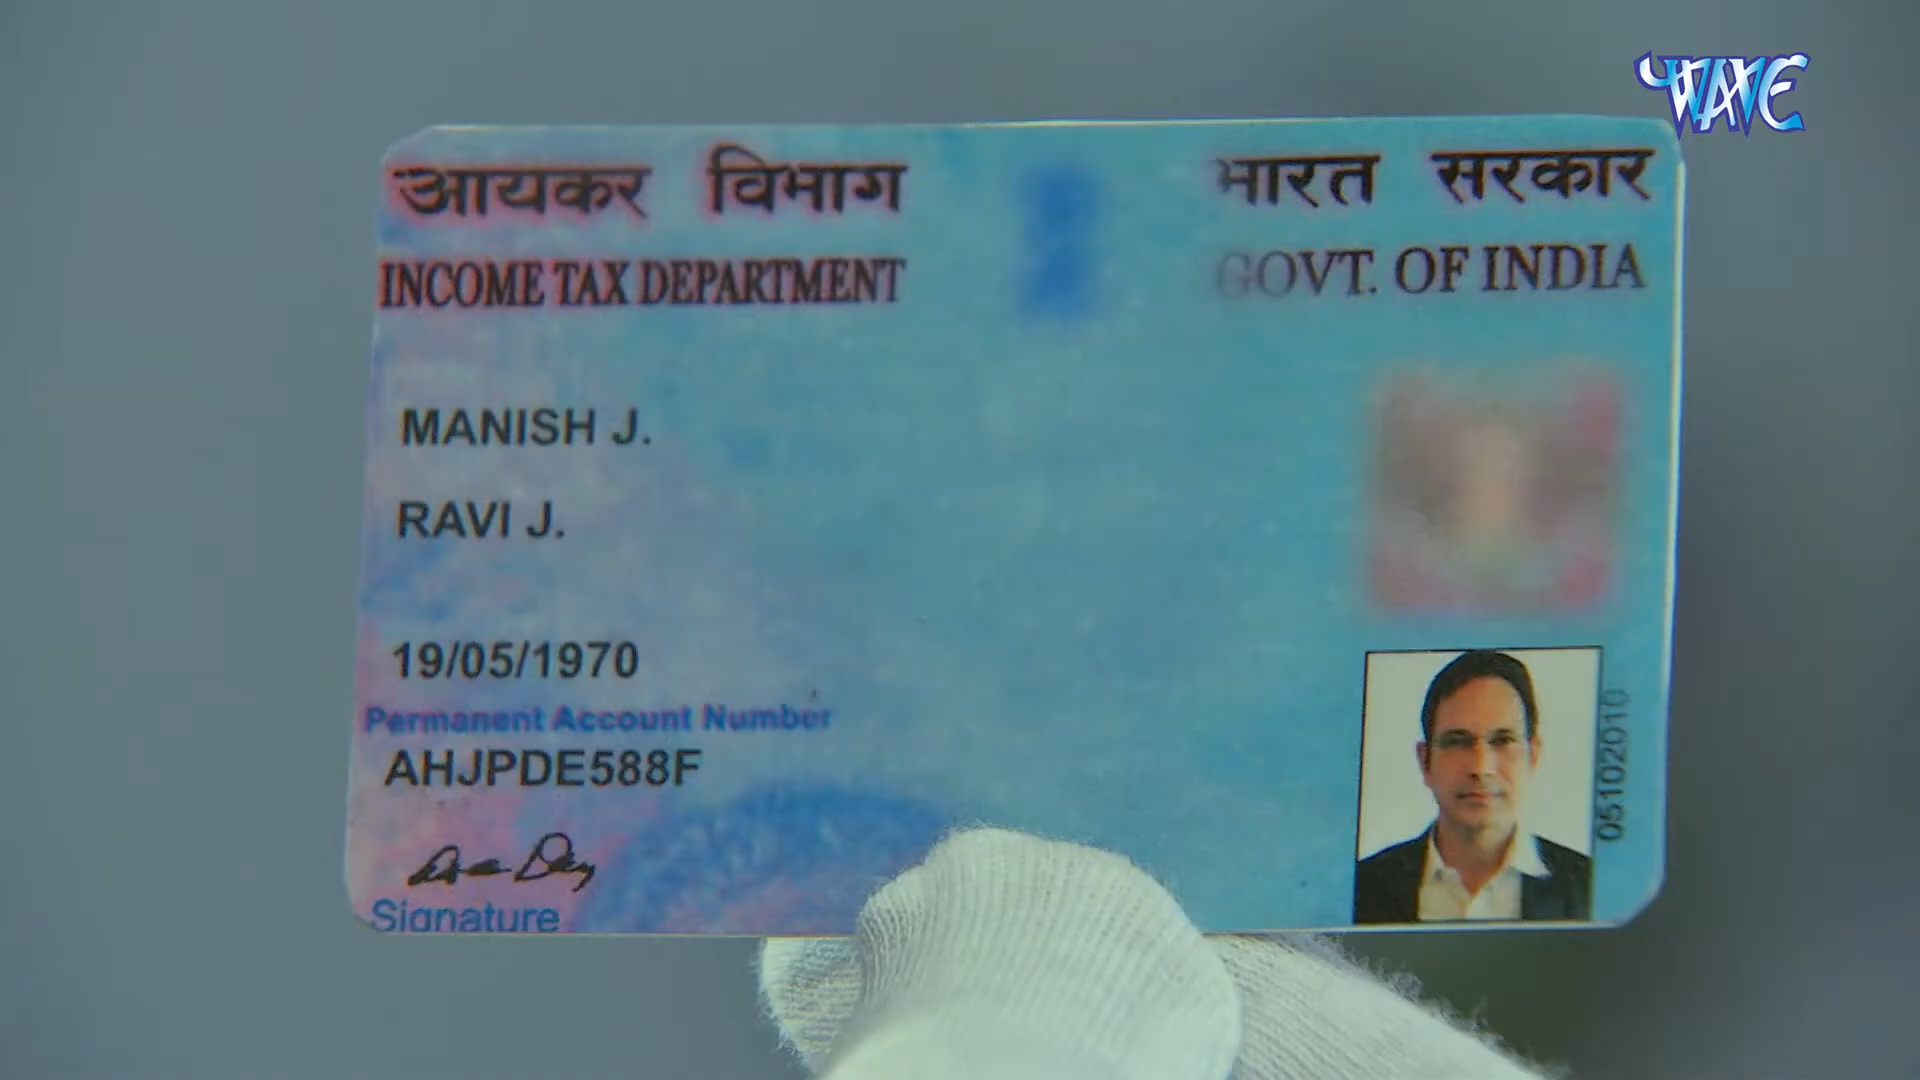 WAVE
आयकर विभाग
भारत सरकार
INCOME TAX DEPARTMENT
GOVT. OF INDIA
MANISH J.
RAVI J.
19/05/1970
Permanent Account Number
AHJPDE588F
Signature
05102010